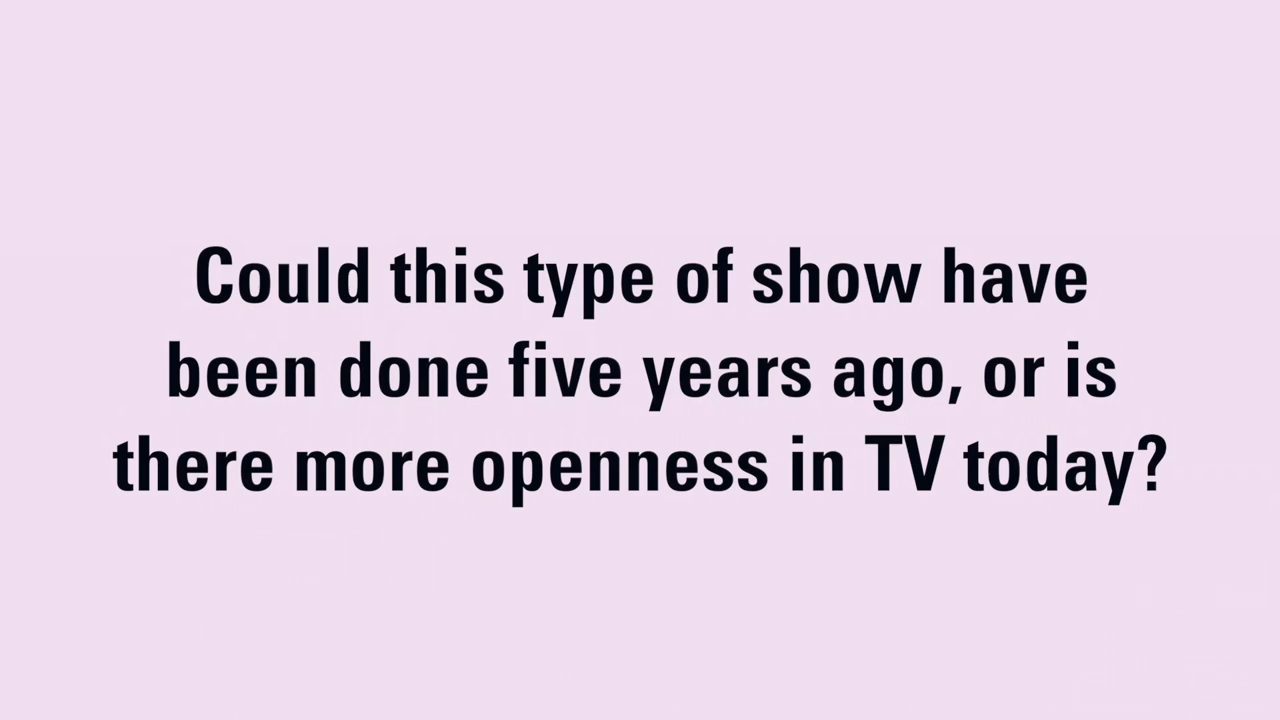 Could this type of show have
been done five years ago, or is
there more openness in TV today?